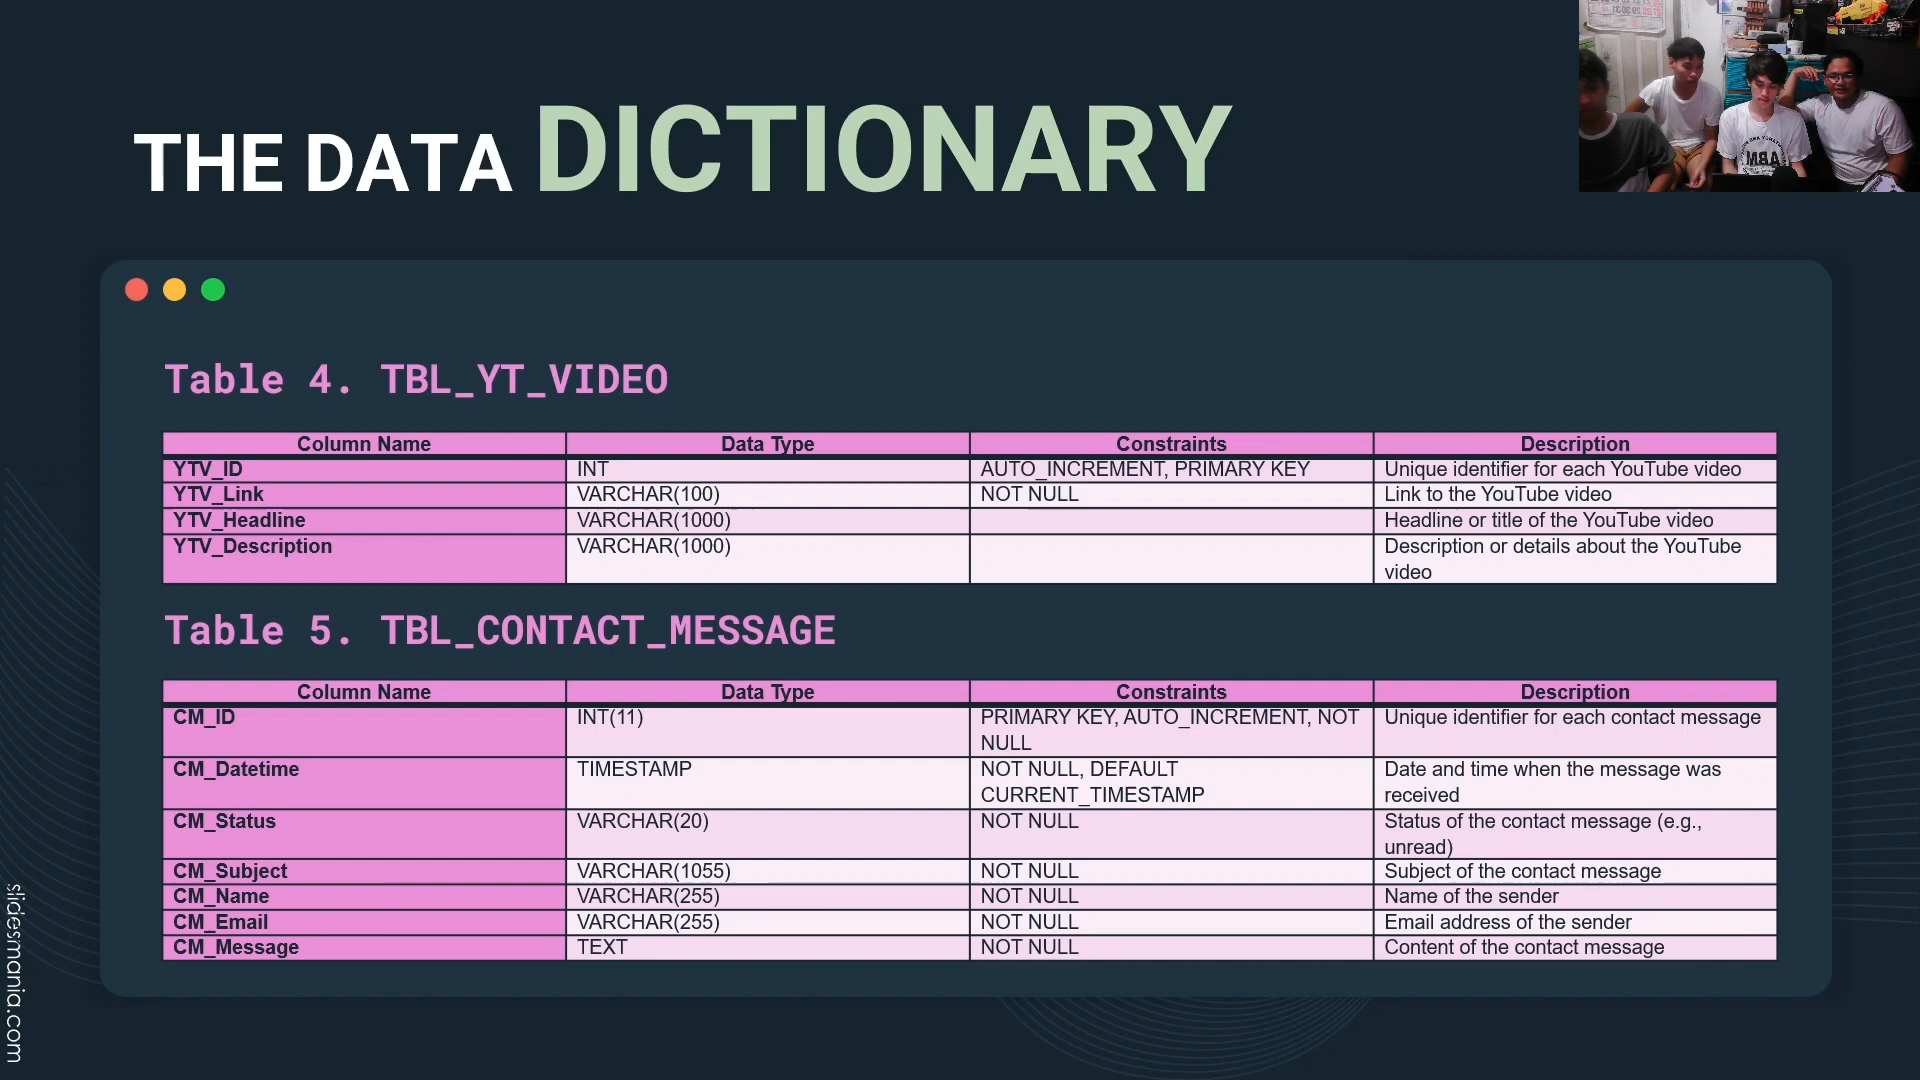 THE DATA DICTIONARY
Table 4. TBL_YT_VIDEO
Column Name Data Type Constraints Description
YTV_ID INT AUTO_INCREMENT, PRIMARY KEY Unique identifier for each YouTube video
YTV_Link VARCHAR(100) NOT NULL Link to the YouTube video
YTV_Headline VARCHAR(1000) Headline or title of the YouTube video
YTV_Description VARCHAR(1000) Description or details about the YouTube
video
Table 5. TBL_CONTACT_MESSAGE
Column Name Data Type Constraints Description
CM_ID INT(11) PRIMARY KEY, AUTO_INCREMENT, NOT Unique identifier for each contact message
NULL
CM_Datetime TIMESTAMP NOT NULL, DEFAULT Date and time when the message was
CURRENT_TIMESTAMP received
CM_Status VARCHAR(20) NOT NULL Status of the contact message (e.g.,
unread)
CM_Subject VARCHAR(1055) NOT NULL Subject of the contact message
CM_Name VARCHAR(255) NOT NULL Name of the sender
CM_Email VARCHAR(255) NOT NULL Email address of the sender
CM_Message TEXT NOT NULL Content of the contact message
slidesmania.com